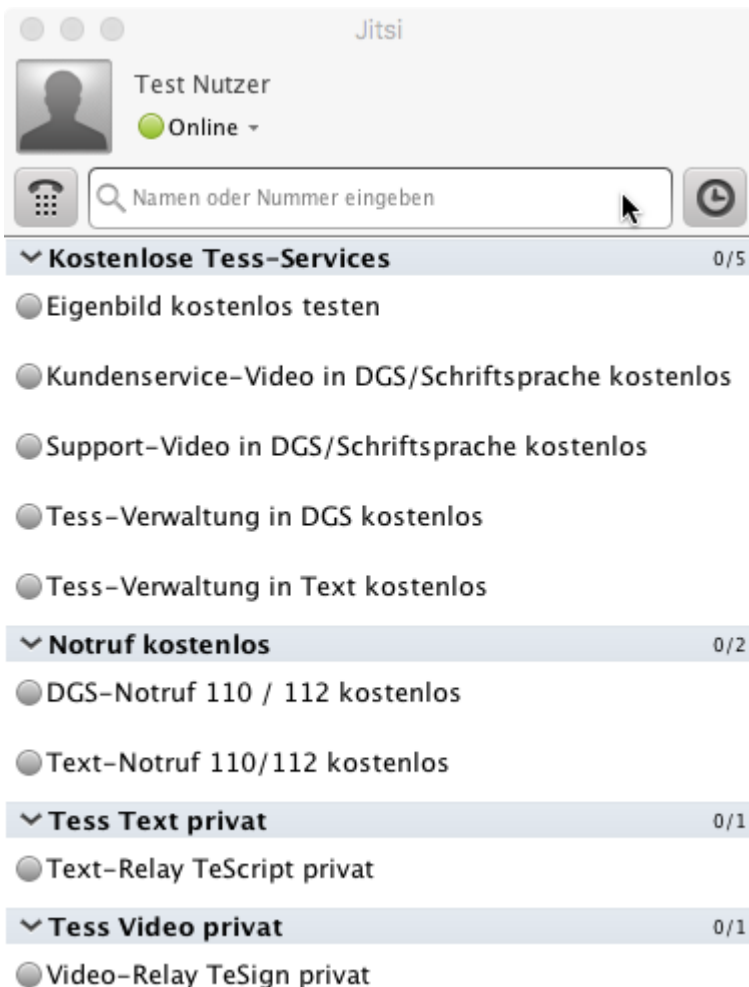 Jitsi
Test Nutzer
Online
Namen oder Nummer eingeben
Kostenlose Tess-Services 0/5
Eigenbild kostenlos testen
Kundenservice-Video in DGS/Schriftsprache kostenlos
Support-Video in DGS/Schriftsprache kostenlos
Tess-Verwaltung in DGS kostenlos
Tess-Verwaltung in Text kostenlos
Notruf kostenlos 0/2
DGS-Notruf 110 / 112 kostenlos
Text-Notruf 110/112 kostenlos
Tess Text privat 0/1
Text-Relay TeScript privat
Tess Video privat 0/1
Video-Relay TeSign privat